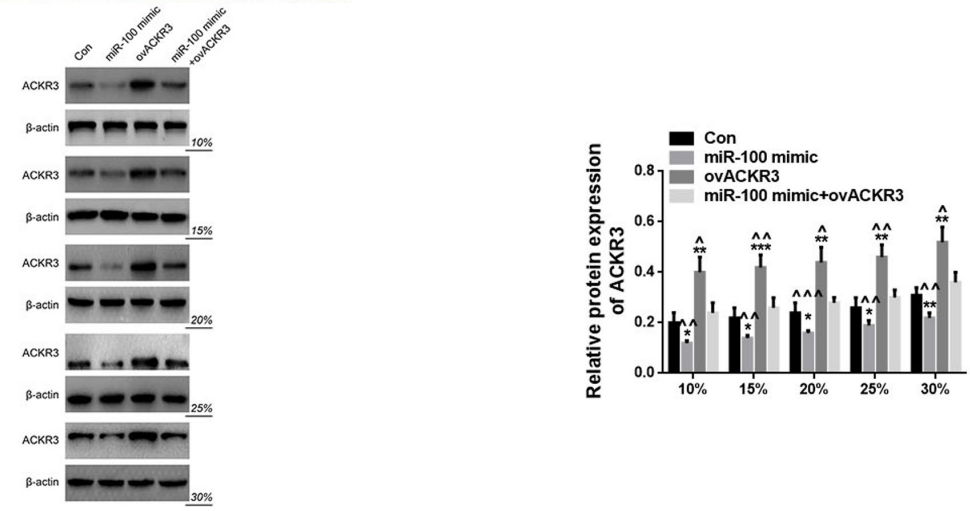 Con
miR-100 mimic
ovACKR3
miR-100 mimic
+ovACKR3
ACKR3
β-actin
10%
ACKR3
β-actin
15%
ACKR3
β-actin
20%
ACKR3
β-actin
25%
ACKR3
β-actin
30%
Relative protein expression
of ACKR3
Con
miR-100 mimic
ovACKR3
miR-100 mimic+ovACKR3
0.8
0.6
0.4
0.2
0.0
^^
*
^
**
^^
*
^^
***
^^^
*
^
**
^^
*
^^
**
^^
**
^
**
10%
15%
20%
25%
30%